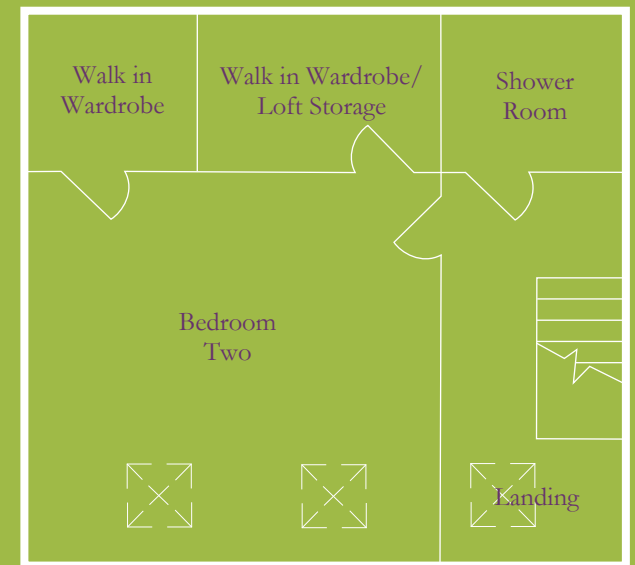 Walk in
Wardrobe
Walk in Wardrobe/
Loft Storage
Shower
Room
Bedroom
Two
Landing